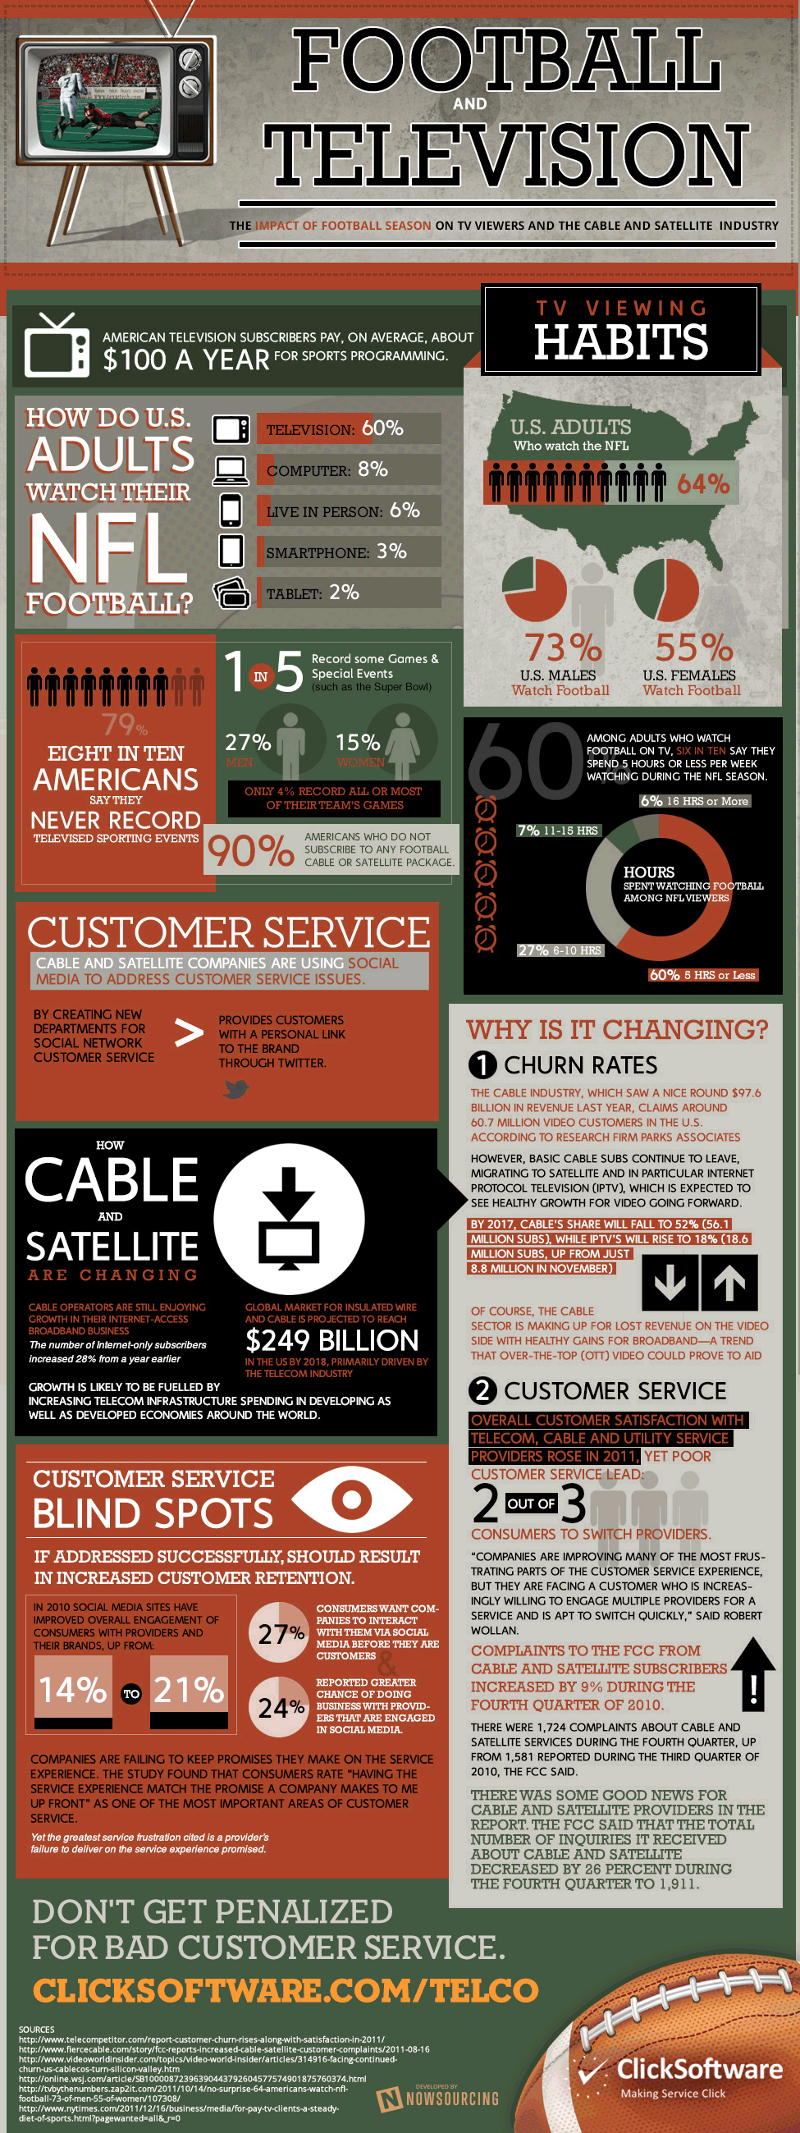 FOOTBALL
AND
TELEVISION
THE IMPACT OF FOOTBALL SEASON ON TV VIEWERS AND THE CABLE AND SATELLITE INDUSTRY
AMERICAN TELEVISION SUBSCRIBERS PAY, ON AVERAGE, ABOUT
$100 A YEAR FOR SPORTS PROGRAMMING.
TV VIEWING
HABITS
HOW DO U.S.
ADULTS
WATCH THEIR
NFL
FOOTBALL?
TELEVISION: 60%
COMPUTER: 8%
LIVE IN PERSON: 6%
SMARTPHONE: 3%
TABLET: 2%
U.S. ADULTS
Who watch the NFL
64%
73%
U.S. MALES
Watch Football
55%
U.S. FEMALES
Watch Football
79%
EIGHT IN TEN
AMERICANS
SAY THEY
NEVER RECORD
TELEVISED SPORTING EVENTS
1 IN 5
Record some Games &
Special Events
(such as the Super Bowl)
27%
MEN
15%
WOMEN
ONLY 4% RECORD ALL OR MOST
OF THEIR TEAM'S GAMES
90%
AMERICANS WHO DO NOT
SUBSCRIBE TO ANY FOOTBALL
CABLE OR SATELLITE PACKAGE.
60%
AMONG ADULTS WHO WATCH
FOOTBALL ON TV, SIX IN TEN SAY THEY
SPEND 5 HOURS OR LESS PER WEEK
WATCHING DURING THE NFL SEASON.
6% 16 HRS or More
7% 11-15 HRS
HOURS
SPENT WATCHING FOOTBALL
AMONG NFL VIEWERS
27% 6-10 HRS
60% 5 HRS or Less
CUSTOMER SERVICE
CABLE AND SATELLITE COMPANIES ARE USING SOCIAL
MEDIA TO ADDRESS CUSTOMER SERVICE ISSUES.
BY CREATING NEW
DEPARTMENTS FOR
SOCIAL NETWORK
CUSTOMER SERVICE
>
PROVIDES CUSTOMERS
WITH A PERSONAL LINK
TO THE BRAND
THROUGH TWITTER.
HOW
CABLE
AND
SATELLITE
ARE CHANGING
CABLE OPERATORS ARE STILL ENJOYING
GROWTH IN THEIR INTERNET-ACCESS
BROADBAND BUSINESS
The number of Internet-only subscribers
increased 28% from a year earlier
GLOBAL MARKET FOR INSULATED WIRE
AND CABLE IS PROJECTED TO REACH
$249 BILLION
IN THE US BY 2018, PRIMARILY DRIVEN BY
THE TELECOM INDUSTRY
GROWTH IS LIKELY TO BE FUELLED BY
INCREASING TELECOM INFRASTRUCTURE SPENDING IN DEVELOPING AS
WELL AS DEVELOPED ECONOMIES AROUND THE WORLD.
WHY IS IT CHANGING?
1 CHURN RATES
THE CABLE INDUSTRY, WHICH SAW A NICE ROUND $97.6
BILLION IN REVENUE LAST YEAR, CLAIMS AROUND
60.7 MILLION VIDEO CUSTOMERS IN THE U.S.
ACCORDING TO RESEARCH FIRM PARKS ASSOCIATES
HOWEVER, BASIC CABLE SUBS CONTINUE TO LEAVE,
MIGRATING TO SATELLITE AND IN PARTICULAR INTERNET
PROTOCOL TELEVISION (IPTV), WHICH IS EXPECTED TO
SEE HEALTHY GROWTH FOR VIDEO GOING FORWARD.
BY 2017, CABLE'S SHARE WILL FALL TO 52% (56.1
MILLION SUBS), WHILE IPTV'S WILL RISE TO 18% (18.6
MILLION SUBS, UP FROM JUST
8.8 MILLION IN NOVEMBER)
OF COURSE, THE CABLE
SECTOR IS MAKING UP FOR LOST REVENUE ON THE VIDEO
SIDE WITH HEALTHY GAINS FOR BROADBAND—A TREND
THAT OVER-THE-TOP (OTT) VIDEO COULD PROVE TO AID
2 CUSTOMER SERVICE
OVERALL CUSTOMER SATISFACTION WITH
TELECOM, CABLE AND UTILITY SERVICE
PROVIDERS ROSE IN 2011, YET POOR
CUSTOMER SERVICE LEAD:
2 OUT OF 3
CONSUMERS TO SWITCH PROVIDERS.
"COMPANIES ARE IMPROVING MANY OF THE MOST FRUS-
TRATING PARTS OF THE CUSTOMER SERVICE EXPERIENCE,
BUT THEY ARE FACING A CUSTOMER WHO IS INCREAS-
INGLY WILLING TO ENGAGE MULTIPLE PROVIDERS FOR A
SERVICE AND IS APT TO SWITCH QUICKLY," SAID ROBERT
WOLLAN.
COMPLAINTS TO THE FCC FROM
CABLE AND SATELLITE SUBSCRIBERS
INCREASED BY 9% DURING THE
FOURTH QUARTER OF 2010.
!
THERE WERE 1,724 COMPLAINTS ABOUT CABLE AND
SATELLITE SERVICES DURING THE FOURTH QUARTER, UP
FROM 1,581 REPORTED DURING THE THIRD QUARTER OF
2010, THE FCC SAID.
THERE WAS SOME GOOD NEWS FOR
CABLE AND SATELLITE PROVIDERS IN THE
REPORT. THE FCC SAID THAT THE TOTAL
NUMBER OF INQUIRIES IT RECEIVED
ABOUT CABLE AND SATELLITE
DECREASED BY 26 PERCENT DURING
THE FOURTH QUARTER TO 1,911.
CUSTOMER SERVICE
BLIND SPOTS
IF ADDRESSED SUCCESSFULLY, SHOULD RESULT
IN INCREASED CUSTOMER RETENTION.
IN 2010 SOCIAL MEDIA SITES HAVE
IMPROVED OVERALL ENGAGEMENT OF
CONSUMERS WITH PROVIDERS AND
THEIR BRANDS, UP FROM:
14% TO 21%
27%
CONSUMERS WANT COM-
PANIES TO INTERACT
WITH THEM VIA SOCIAL
MEDIA BEFORE THEY ARE
CUSTOMERS
&
24%
REPORTED GREATER
CHANCE OF DOING
BUSINESS WITH PROVID-
ERS THAT ARE ENGAGED
IN SOCIAL MEDIA.
COMPANIES ARE FAILING TO KEEP PROMISES THEY MAKE ON THE SERVICE
EXPERIENCE. THE STUDY FOUND THAT CONSUMERS RATE "HAVING THE
SERVICE EXPERIENCE MATCH THE PROMISE A COMPANY MAKES TO ME
UP FRONT" AS ONE OF THE MOST IMPORTANT AREAS OF CUSTOMER
SERVICE.
Yet the greatest service frustration cited is a provider's
failure to deliver on the service experience promised.
DON'T GET PENALIZED
FOR BAD CUSTOMER SERVICE.
CLICKSOFTWARE.COM/TELCO
SOURCES
http://www.telecompetitor.com/report-customer-churn-rises-along-with-satisfaction-in-2011/
http://www.fiercecable.com/story/fcc-reports-increased-cable-satellite-customer-complaints/2011-08-16
http://www.videoworldinsider.com/topics/video-world-insider/articles/314916-facing-continued-
churn-us-cablecos-turn-silicon-valley.htm
http://online.wsj.com/article/SB10000872396390443792604577574901875760374.html
http://tvbythenumbers.zap2it.com/2011/10/14/no-surprise-64-americans-watch-nfl-
football-73-of-men-55-of-women/107308/
http://www.nytimes.com/2011/12/16/business/media/for-pay-tv-clients-a-steady-
diet-of-sports.html?pagewanted=all&_r=0
DEVELOPED BY
N NOWSOURCING
ClickSoftware
Making Service Click